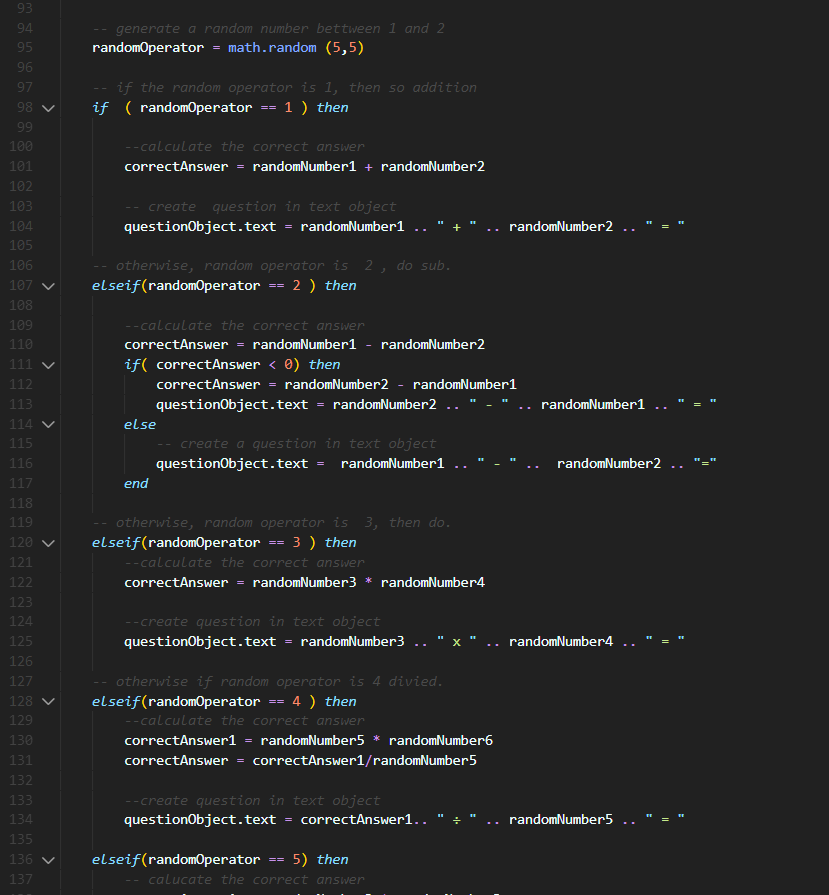 93
94 -- generate a random number bettween 1 and 2
95 randomOperator = math.random (5,5)
96
97 -- if the random operator is 1, then so addition
98 if ( randomOperator == 1 ) then
99
100 --calculate the correct answer
101 correctAnswer = randomNumber1 + randomNumber2
102
103 -- create  question in text object
104 questionObject.text = randomNumber1 .. " + " .. randomNumber2 .. " = "
105
106 -- otherwise, random operator is  2 , do sub.
107 elseif(randomOperator == 2 ) then
108
109 --calculate the correct answer
110 correctAnswer = randomNumber1 - randomNumber2
111 if( correctAnswer < 0) then
112 correctAnswer = randomNumber2 - randomNumber1
113 questionObject.text = randomNumber2 .. " - " .. randomNumber1 .. " = "
114 else
115 -- create a question in text object
116 questionObject.text =  randomNumber1 .. " - " ..  randomNumber2 .. "="
117 end
118
119 -- otherwise, random operator is  3, then do.
120 elseif(randomOperator == 3 ) then
121 --calculate the correct answer
122 correctAnswer = randomNumber3 * randomNumber4
123
124 --create question in text object
125 questionObject.text = randomNumber3 .. " x " .. randomNumber4 .. " = "
126
127 -- otherwise if random operator is 4 divied.
128 elseif(randomOperator == 4 ) then
129 --calculate the correct answer
130 correctAnswer1 = randomNumber5 * randomNumber6
131 correctAnswer = correctAnswer1/randomNumber5
132
133 --create question in text object
134 questionObject.text = correctAnswer1.. " ÷ " .. randomNumber5 .. " = "
135
136 elseif(randomOperator == 5) then
137 -- calucate the correct answer